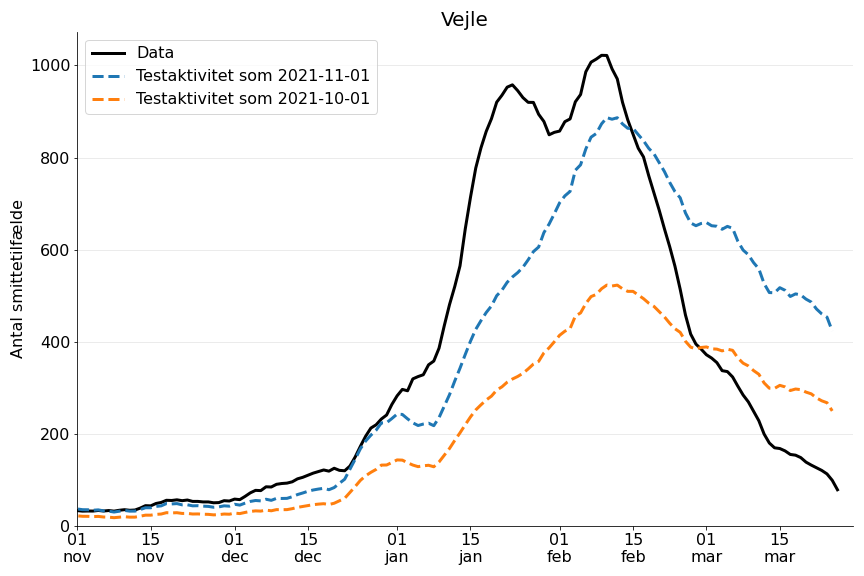 Vejle
Data
Testaktivitet som 2021-11-01
Testaktivitet som 2021-10-01
Antal smittetilfælde
1000
800
600
400
200
0
01 15 01 15 01 15 01 15 01 15
nov nov dec dec jan jan feb feb mar mar